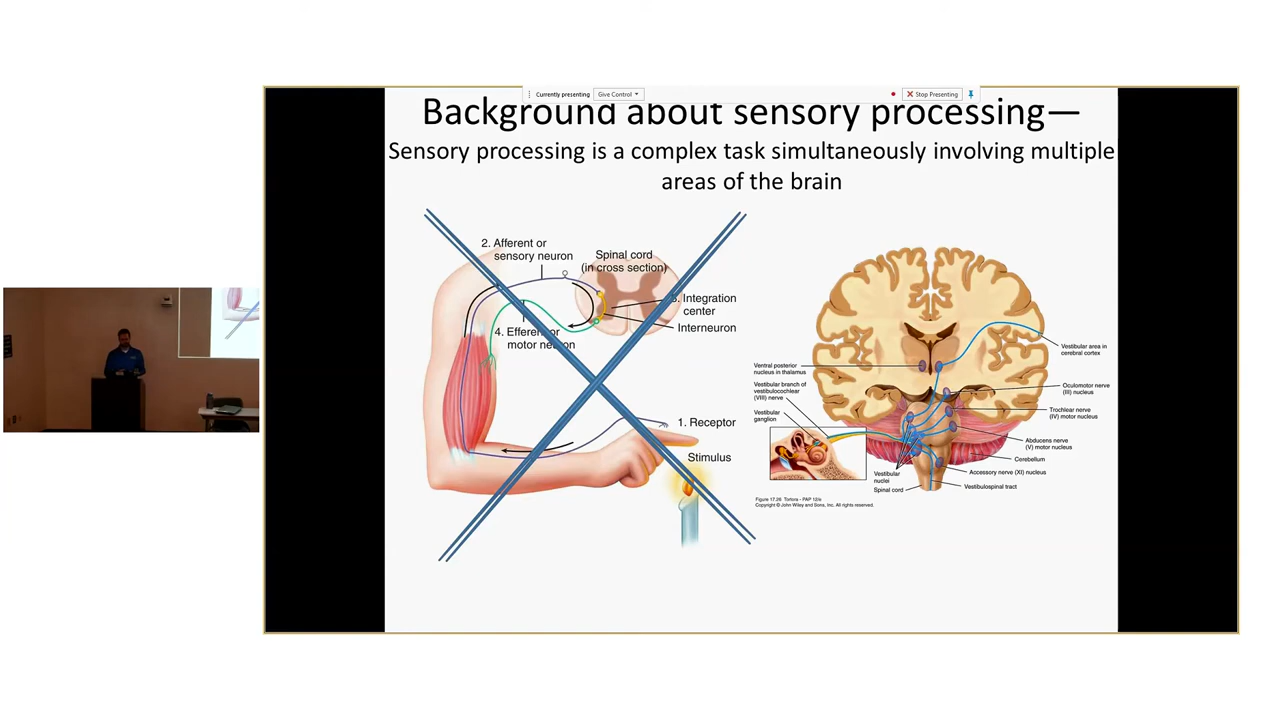 Currently presenting
Give Control
Stop Presenting
Background about sensory processing—
Sensory processing is a complex task simultaneously involving multiple
areas of the brain
2. Afferent or
sensory neuron
Spinal cord
(in cross section)
3. Integration
center
Interneuron
4. Efferent or
motor neuron
1. Receptor
Stimulus
Vestibular area in
cerebral cortex
Ventral posterior
nucleus in thalamus
Oculomotor nerve
(III) nucleus
Vestibular branch of
vestibulocochlear
(VIII) nerve
Trochlear nerve
(IV) motor nucleus
Vestibular
ganglion
Abducens nerve
(V) motor nucleus
Cerebellum
Accessory nerve (XI) nucleus
Vestibular
nuclei
Spinal cord
Vestibulospinal tract
Figure 17.26 Tortora - PAP 12/e
Copyright © John Wiley and Sons, Inc. All rights reserved.